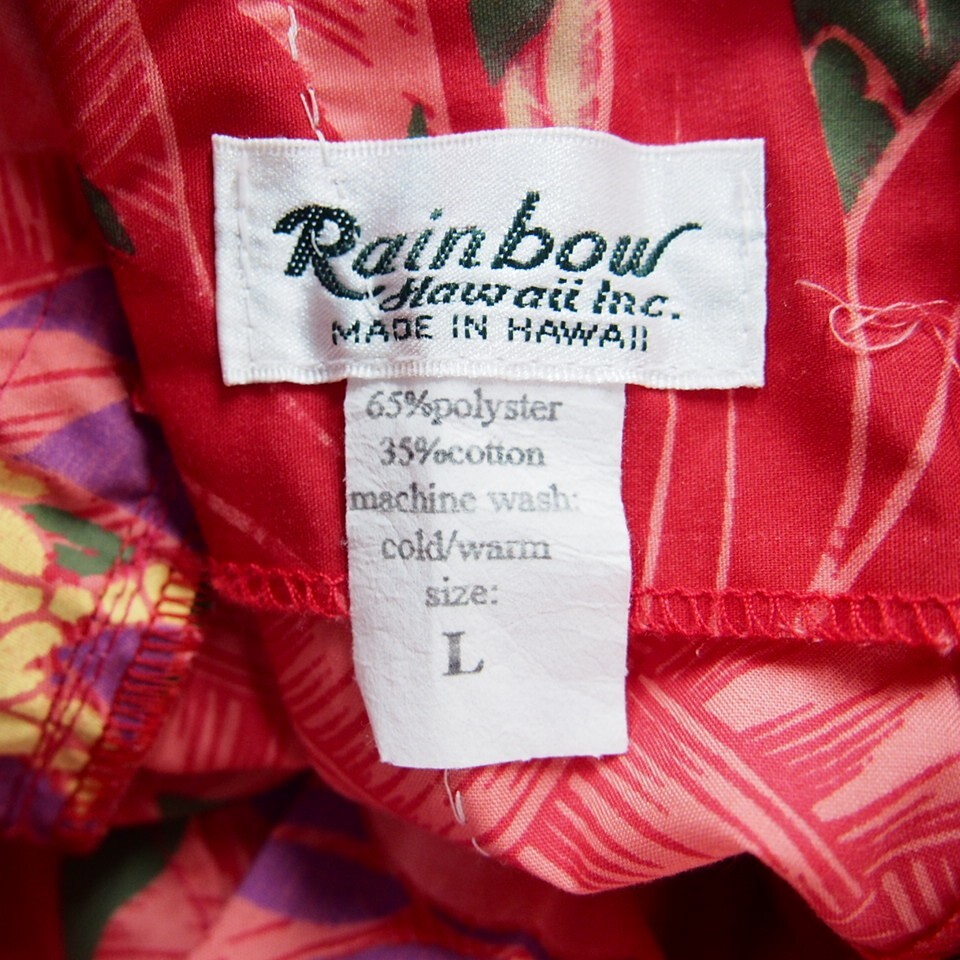 Rainbow
Hawaii Inc.
MADE IN HAWAII
65%polyster
35%cotton
machine wash:
cold/warm
size:
L